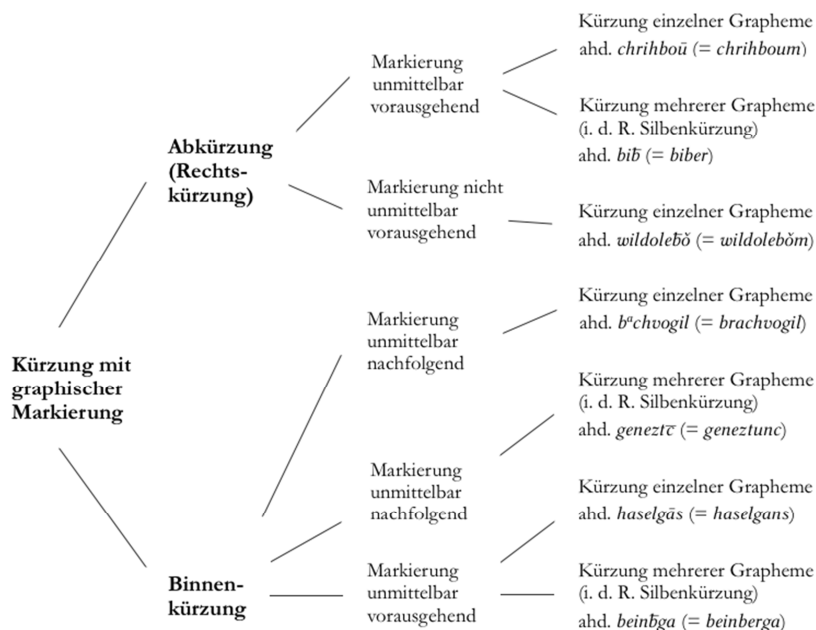 Kürzung mit
graphischer
Markierung
Abkürzung
(Rechts-
kürzung)
Markierung
unmittelbar
vorausgehend
Kürzung einzelner Grapheme
ahd. chrihboū (= chrihboum)
Kürzung mehrerer Grapheme
(i. d. R. Silbenkürzung)
ahd. bib̄ (= biber)
Markierung nicht
unmittelbar
vorausgehend
Kürzung einzelner Grapheme
ahd. wildoleb̄ǒ (= wildolebǒm)
Binnen-
kürzung
Markierung
unmittelbar
nachfolgend
Kürzung einzelner Grapheme
ahd. bᵃchvogil (= brachvogil)
Markierung
unmittelbar
nachfolgend
Kürzung mehrerer Grapheme
(i. d. R. Silbenkürzung)
ahd. geneztc̄ (= geneztunc)
Markierung
unmittelbar
vorausgehend
Kürzung einzelner Grapheme
ahd. haselgās (= haselgans)
Kürzung mehrerer Grapheme
(i. d. R. Silbenkürzung)
ahd. beinb̄ga (= beinberga)